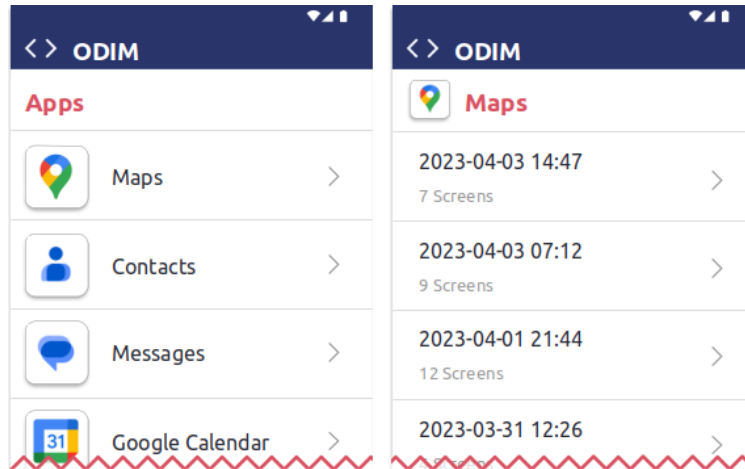 <> ODIM
Apps
Maps
Contacts
Messages
31
Google Calendar
<> ODIM
Maps
2023-04-03 14:47
7 Screens
2023-04-03 07:12
9 Screens
2023-04-01 21:44
12 Screens
2023-03-31 12:26
Screens